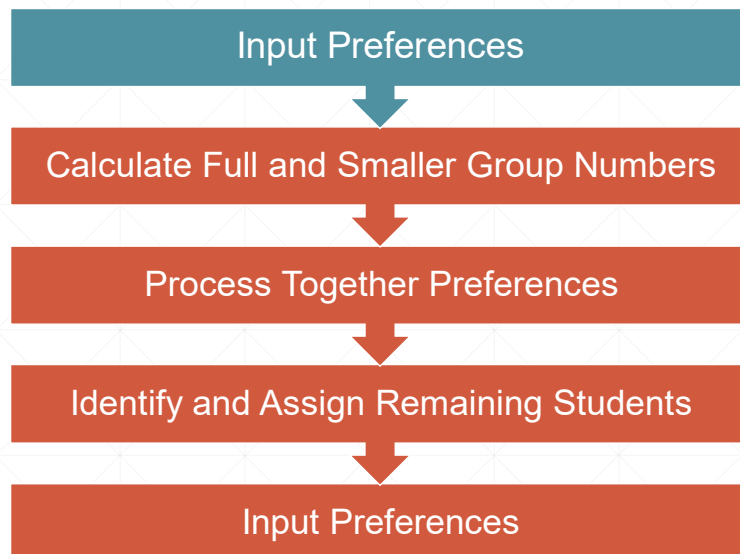 Input Preferences
Calculate Full and Smaller Group Numbers
Process Together Preferences
Identify and Assign Remaining Students
Input Preferences